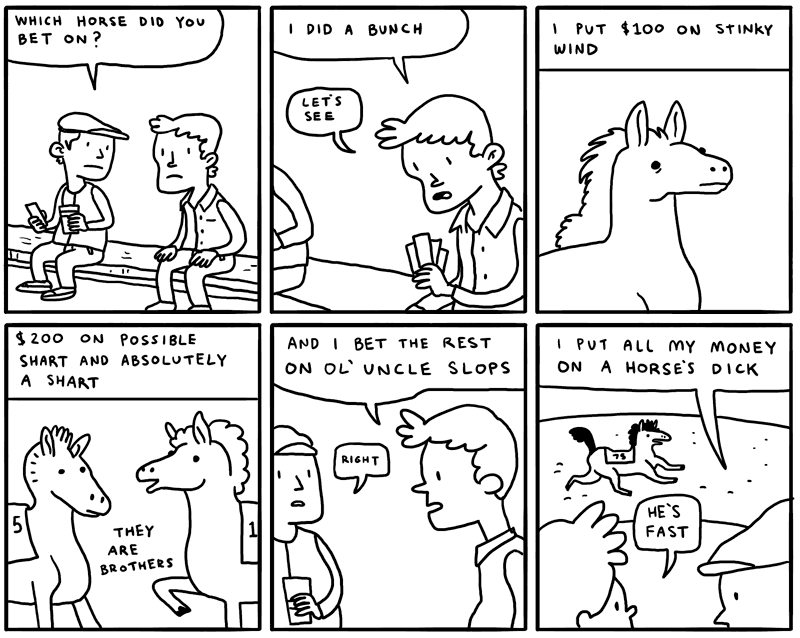 WHICH HORSE DID YOU
BET ON?
I DID A BUNCH
LET'S
SEE
I PUT $100 ON STINKY
WIND
$200 ON POSSIBLE
SHART AND ABSOLUTELY
A SHART
5
1
THEY
ARE
BROTHERS
AND I BET THE REST
ON OL' UNCLE SLOPS
RIGHT
I PUT ALL MY MONEY
ON A HORSE'S DICK
HE'S
FAST